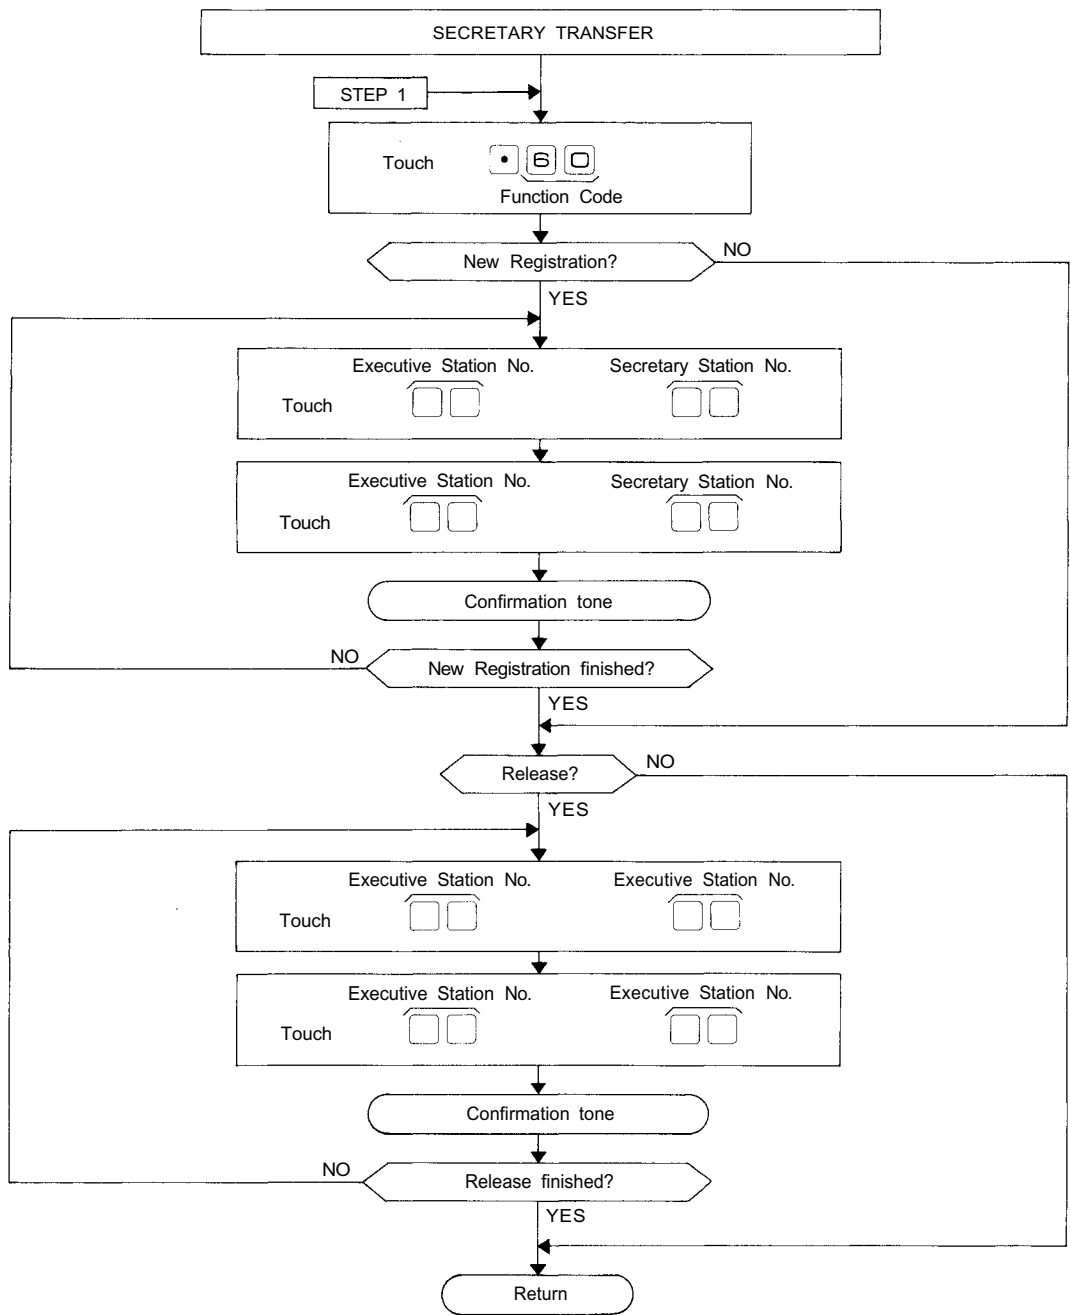 SECRETARY TRANSFER
STEP 1
Touch • 6 0
Function Code
New Registration?
NO
YES
Executive Station No. Secretary Station No.
Touch
Executive Station No. Secretary Station No.
Touch
Confirmation tone
NO
New Registration finished?
YES
Release?
NO
YES
Executive Station No. Executive Station No.
Touch
Executive Station No. Executive Station No.
Touch
Confirmation tone
NO
Release finished?
YES
Return